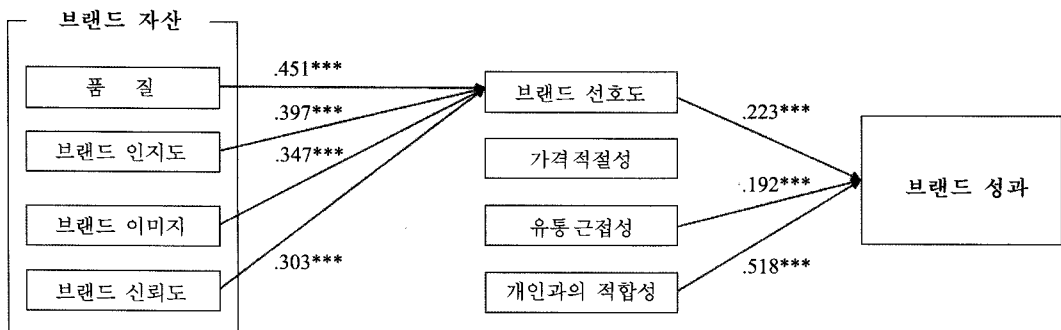 브랜드 자산
품 질
브랜드 인지도
브랜드 이미지
브랜드 신뢰도
.451***
.397***
.347***
.303***
브랜드 선호도
가격적절성
유통근접성
개인과의 적합성
.223***
.192***
.518***
브랜드 성과